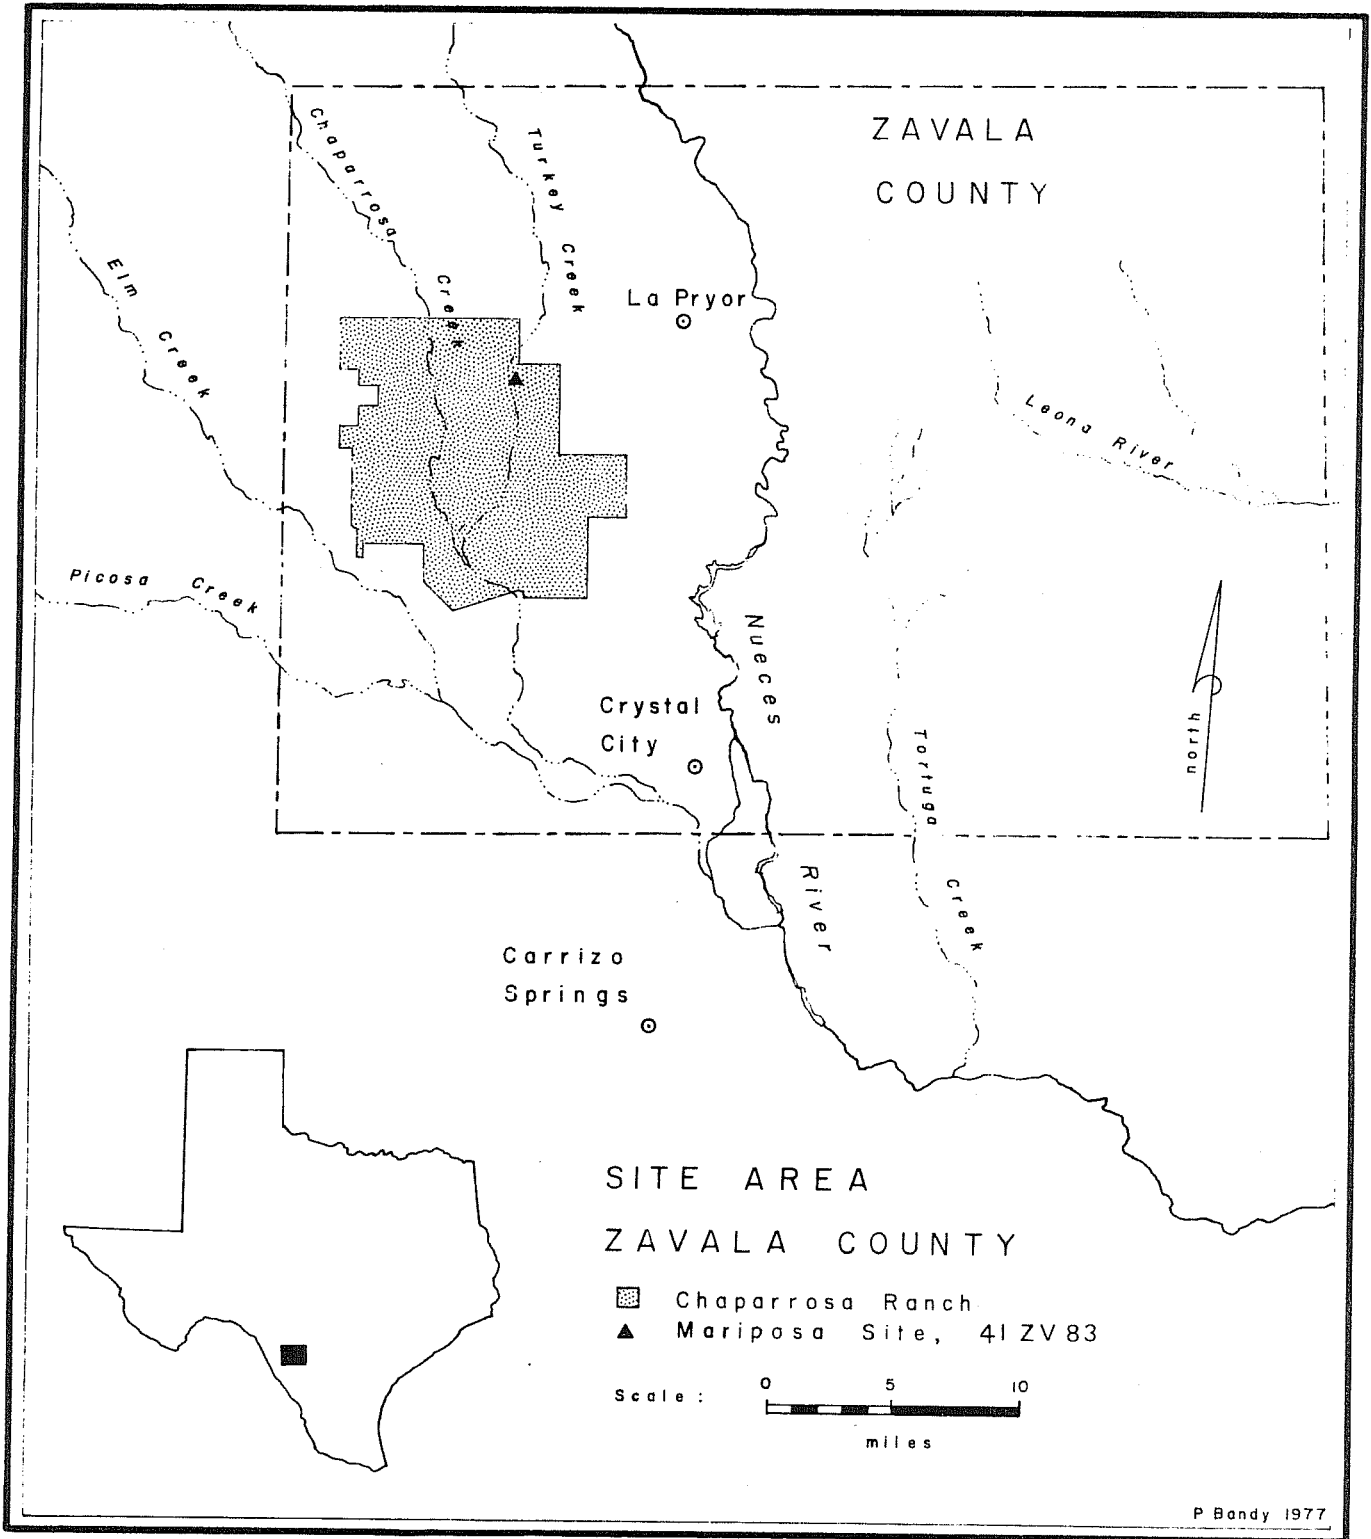 ZAVALA
COUNTY
Chaparrosa Creek
Turkey Creek
Elm Creek
La Pryor
Leona River
Picosa Creek
Nueces River
Crystal
City
north
Tortuga Creek
Carrizo
Springs
SITE AREA
ZAVALA COUNTY
Chaparrosa Ranch
Mariposa Site, 41 ZV 83
Scale :
0 5 10
miles
P Bandy 1977